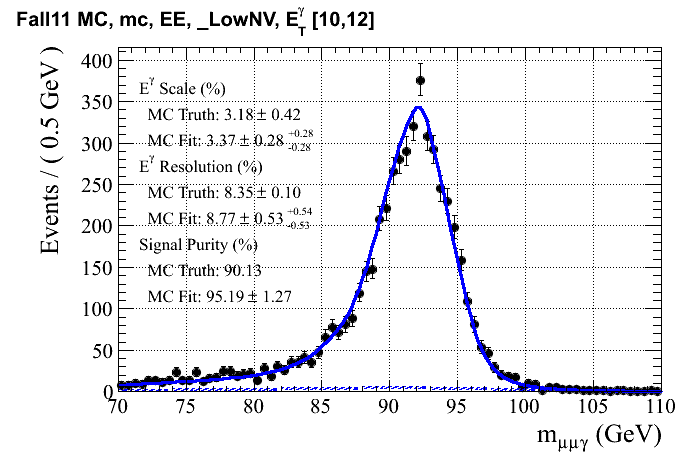 Fall11 MC, mc, EE, _LowNV, E_T^γ [10,12]
Events / ( 0.5 GeV )
400
350
300
250
200
150
100
50
0
E^γ Scale (%)
MC Truth: 3.18 ± 0.42
MC Fit: 3.37 ± 0.28 +0.28 -0.28
E^γ Resolution (%)
MC Truth: 8.35 ± 0.10
MC Fit: 8.77 ± 0.53 +0.54 -0.53
Signal Purity (%)
MC Truth: 90.13
MC Fit: 95.19 ± 1.27
70 75 80 85 90 95 100 105 110
m_μμγ (GeV)